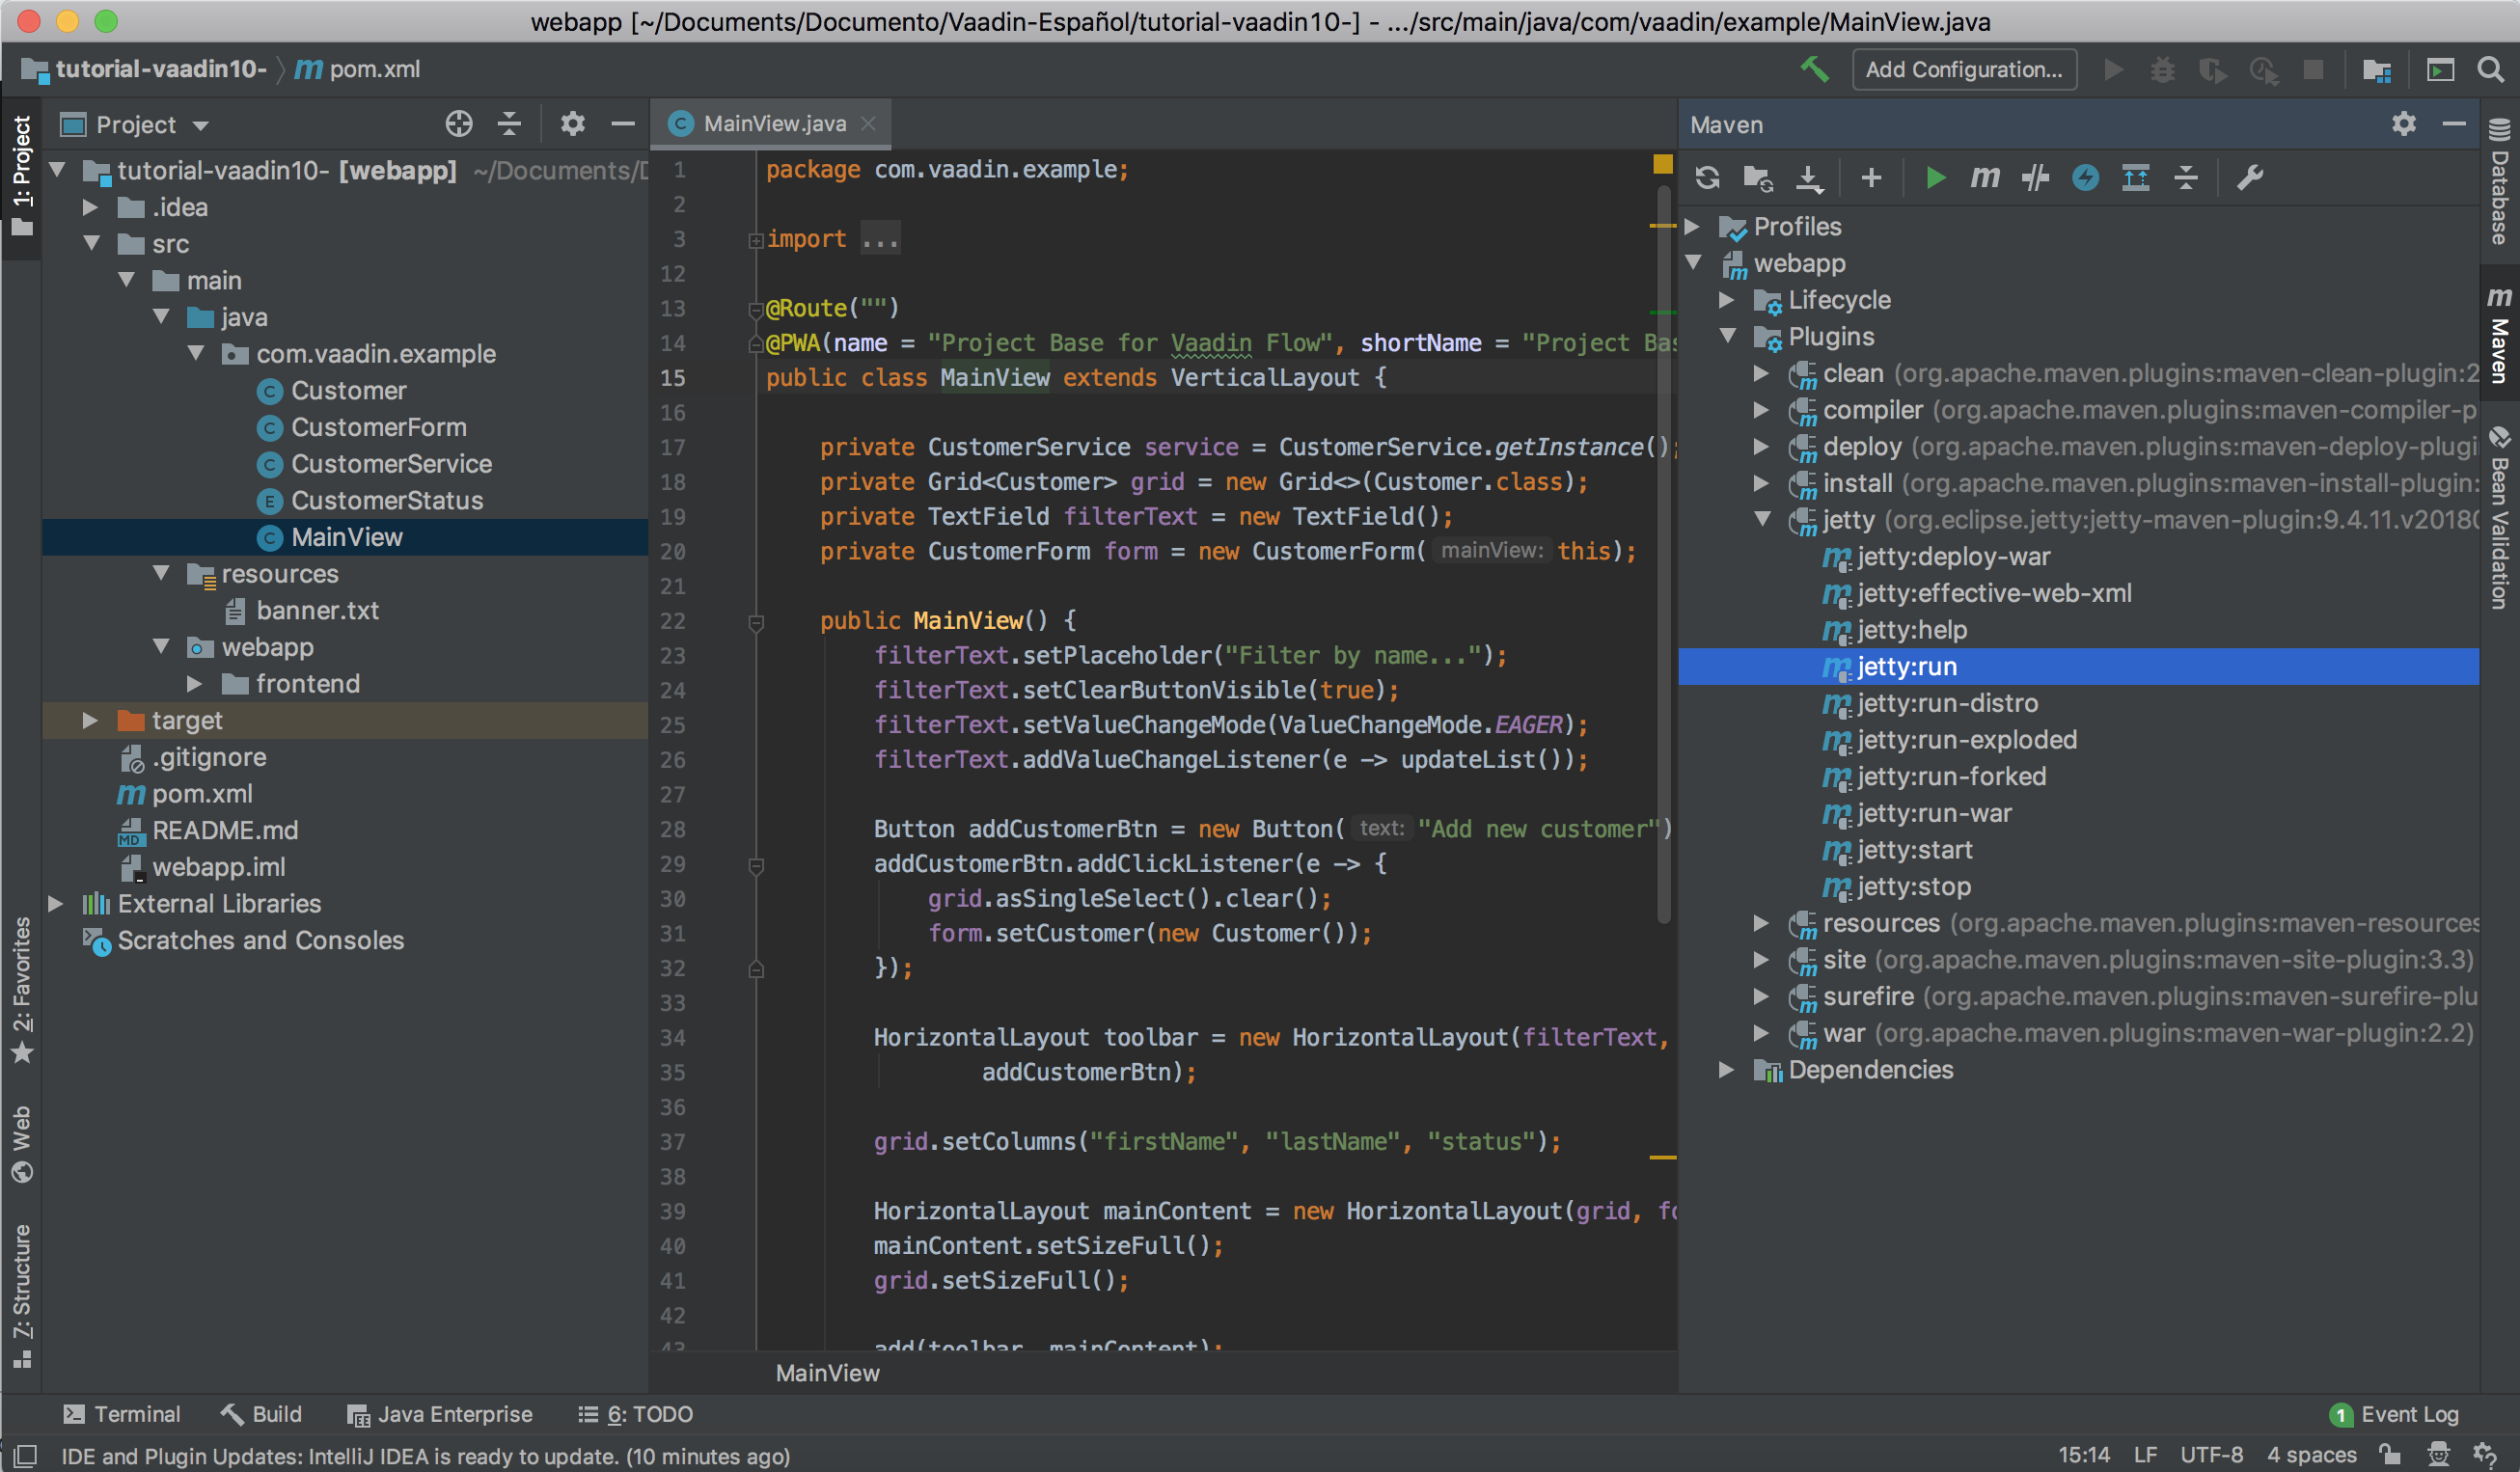 webapp [~/Documents/Documento/Vaadin-Español/tutorial-vaadin10-] - .../src/main/java/com/vaadin/example/MainView.java
tutorial-vaadin10- pom.xml
Add Configuration...
1: Project
2: Favorites
Web
Z: Structure
Project
tutorial-vaadin10- [webapp] ~/Documents/D
.idea
src
main
java
com.vaadin.example
Customer
CustomerForm
CustomerService
CustomerStatus
MainView
resources
banner.txt
webapp
frontend
target
.gitignore
pom.xml
README.md
webapp.iml
External Libraries
Scratches and Consoles
MainView.java
1 package com.vaadin.example;
2
3 import ...
12
13 @Route("")
14 @PWA(name = "Project Base for Vaadin Flow", shortName = "Project Bas
15 public class MainView extends VerticalLayout {
16
17 private CustomerService service = CustomerService.getInstance();
18 private Grid<Customer> grid = new Grid<>(Customer.class);
19 private TextField filterText = new TextField();
20 private CustomerForm form = new CustomerForm( mainView: this);
21
22 public MainView() {
23 filterText.setPlaceholder("Filter by name...");
24 filterText.setClearButtonVisible(true);
25 filterText.setValueChangeMode(ValueChangeMode.EAGER);
26 filterText.addValueChangeListener(e -> updateList());
27
28 Button addCustomerBtn = new Button( text: "Add new customer")
29 addCustomerBtn.addClickListener(e -> {
30 grid.asSingleSelect().clear();
31 form.setCustomer(new Customer());
32 });
33
34 HorizontalLayout toolbar = new HorizontalLayout(filterText,
35 addCustomerBtn);
36
37 grid.setColumns("firstName", "lastName", "status");
38
39 HorizontalLayout mainContent = new HorizontalLayout(grid, fo
40 mainContent.setSizeFull();
41 grid.setSizeFull();
42
43 add(toolbar, mainContent);
MainView
Maven
Profiles
webapp
Lifecycle
Plugins
clean (org.apache.maven.plugins:maven-clean-plugin:2
compiler (org.apache.maven.plugins:maven-compiler-p
deploy (org.apache.maven.plugins:maven-deploy-plugi
install (org.apache.maven.plugins:maven-install-plugin:
jetty (org.eclipse.jetty:jetty-maven-plugin:9.4.11.v20180
jetty:deploy-war
jetty:effective-web-xml
jetty:help
jetty:run
jetty:run-distro
jetty:run-exploded
jetty:run-forked
jetty:run-war
jetty:start
jetty:stop
resources (org.apache.maven.plugins:maven-resources
site (org.apache.maven.plugins:maven-site-plugin:3.3)
surefire (org.apache.maven.plugins:maven-surefire-plu
war (org.apache.maven.plugins:maven-war-plugin:2.2)
Dependencies
Database
Maven
Bean Validation
Terminal Build Java Enterprise 6: TODO 1 Event Log
IDE and Plugin Updates: IntelliJ IDEA is ready to update. (10 minutes ago) 15:14 LF UTF-8 4 spaces